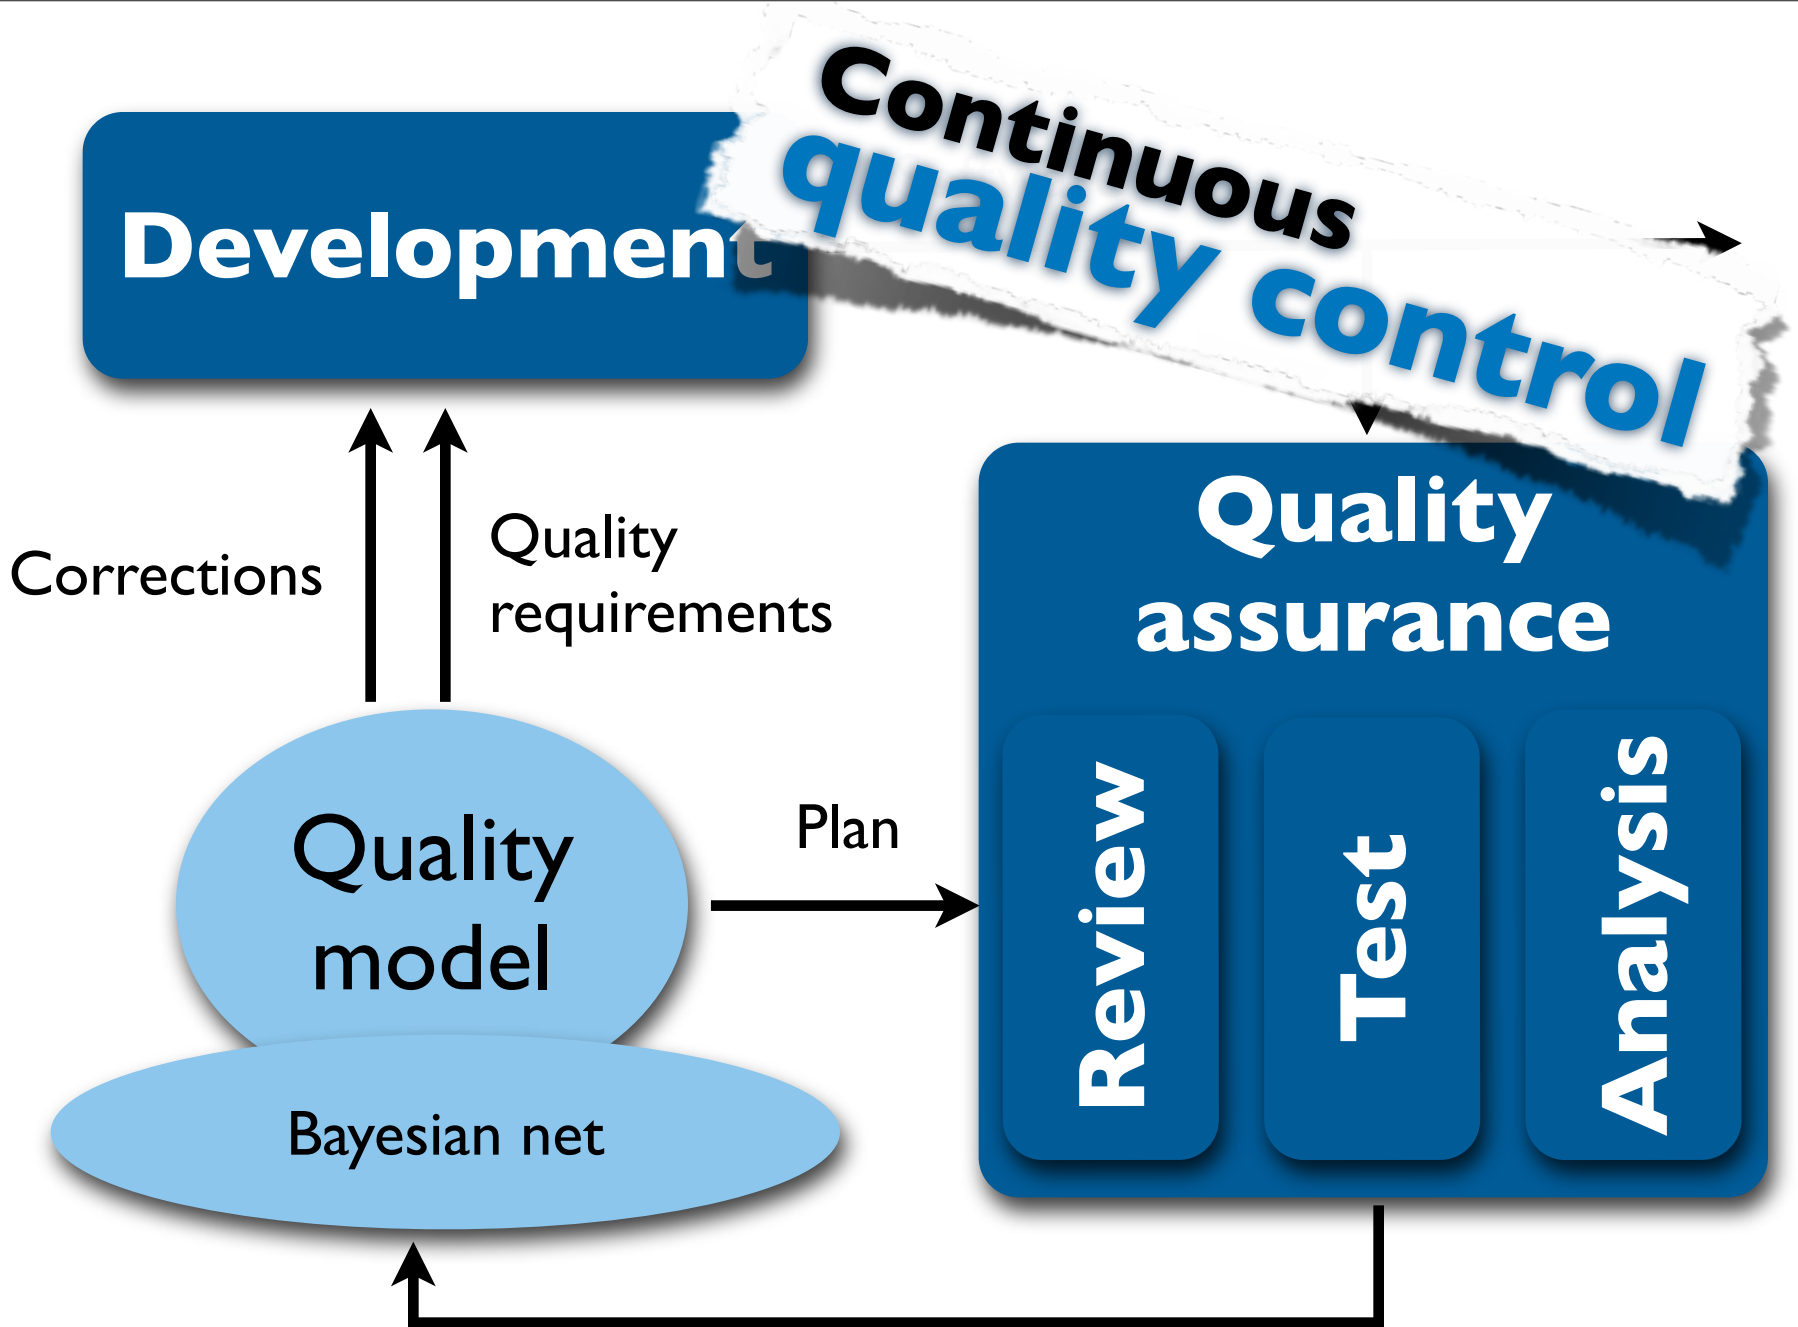 Continuous
quality control
Development
Corrections
Quality
requirements
Quality
assurance
Quality
model
Plan
Review
Test
Analysis
Bayesian net